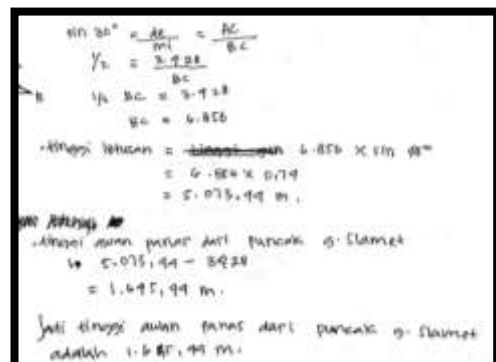 sin 30° = de/mi = AC/BC
1/2 = 3.428/BC
1/2 BC = 3.428
BC = 6.856
• tinggi letusan = 6.856 x sin
= 6.856 x 0,74
= 5.073,44 m.
• tinggi awan panas dari puncak g. Slamet
↳ 5.073,44 - 3428
= 1.645,44 m.
Jadi tinggi awan panas dari puncak g. Slamet
adalah 1.645,44 m.